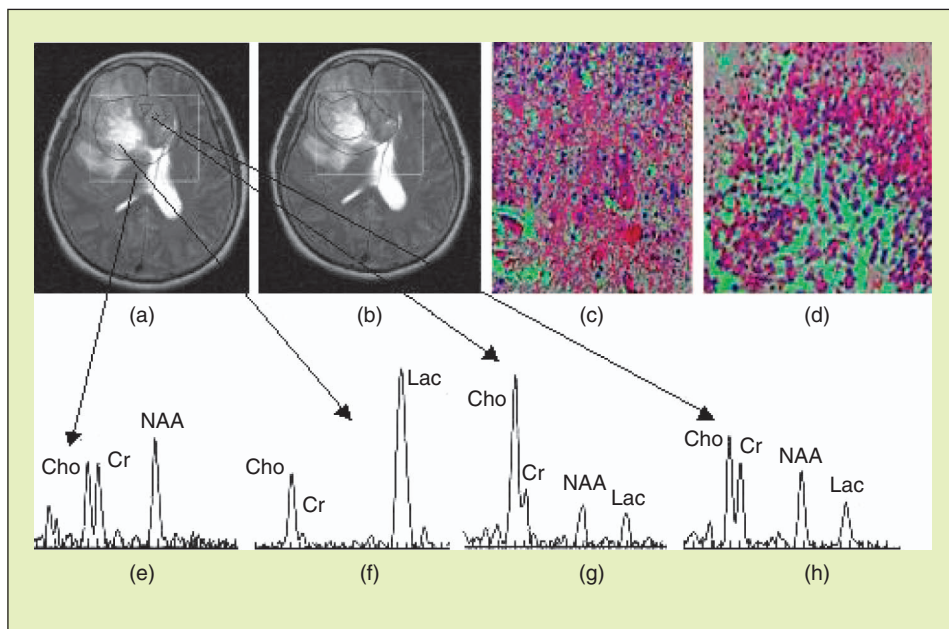 (a)
(b)
(c)
(d)
Cho
Cr
NAA
Cho
Cr
Lac
Cho
Cr
NAA
Lac
Cho
Cr
NAA
Lac
(e)
(f)
(g)
(h)